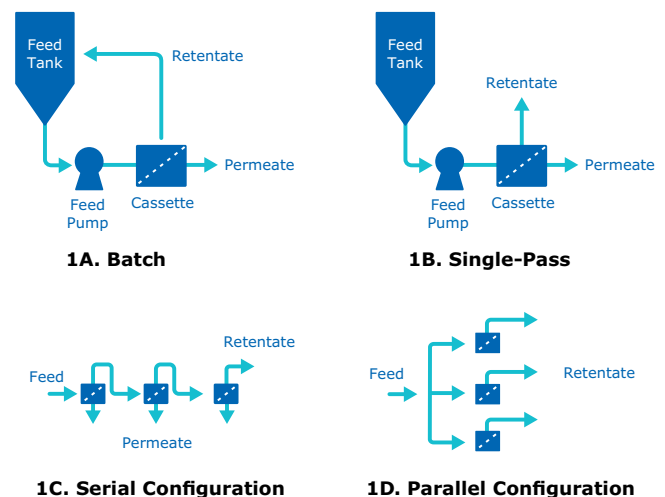 Feed
Tank
Retentate
Permeate
Feed
Pump
Cassette
1A. Batch
Feed
Tank
Retentate
Permeate
Feed
Pump
Cassette
1B. Single-Pass
Retentate
Feed
Permeate
1C. Serial Configuration
Feed
Retentate
1D. Parallel Configuration